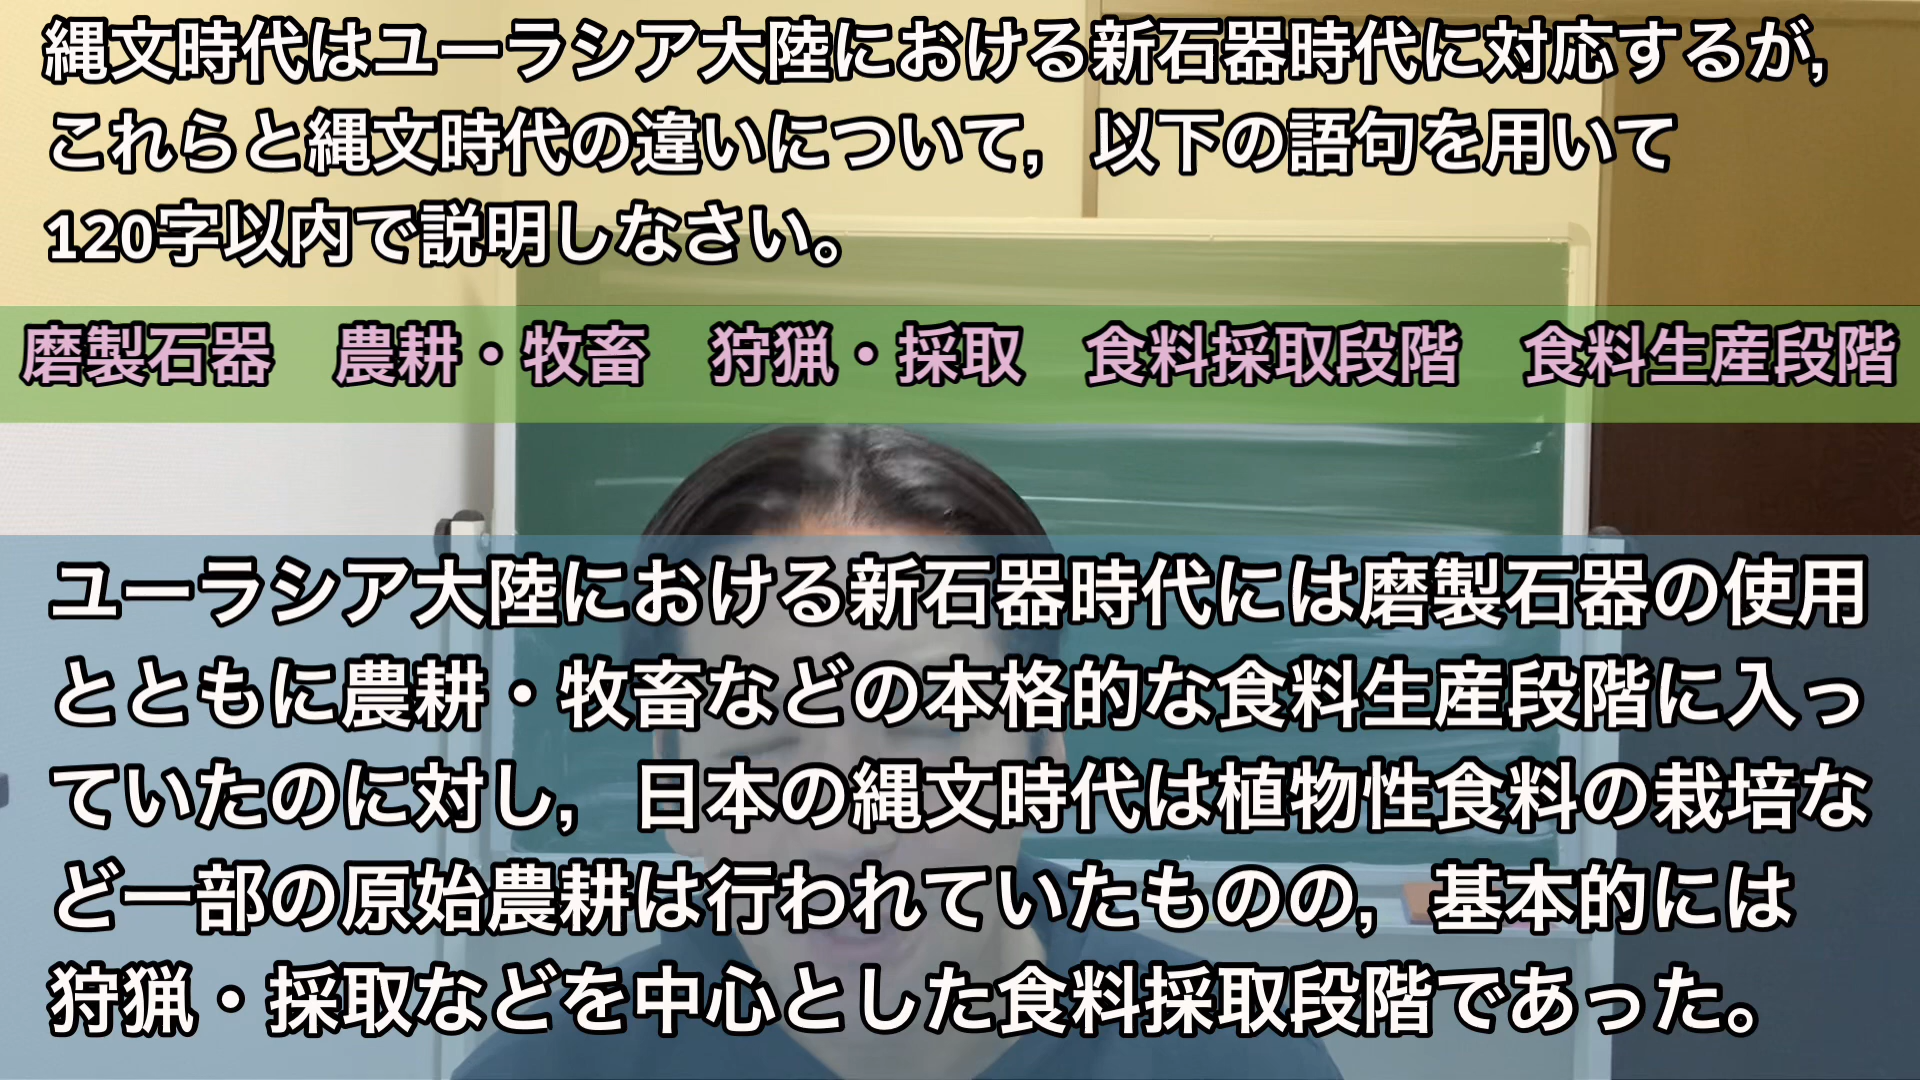 縄文時代はユーラシア大陸における新石器時代に対応するが，
これらと縄文時代の違いについて，以下の語句を用いて
120字以内で説明しなさい。
磨製石器　農耕・牧畜　狩猟・採取　食料採取段階　食料生産段階
ユーラシア大陸における新石器時代には磨製石器の使用
とともに農耕・牧畜などの本格的な食料生産段階に入っ
ていたのに対し，日本の縄文時代は植物性食料の栽培な
ど一部の原始農耕は行われていたものの，基本的には
狩猟・採取などを中心とした食料採取段階であった。